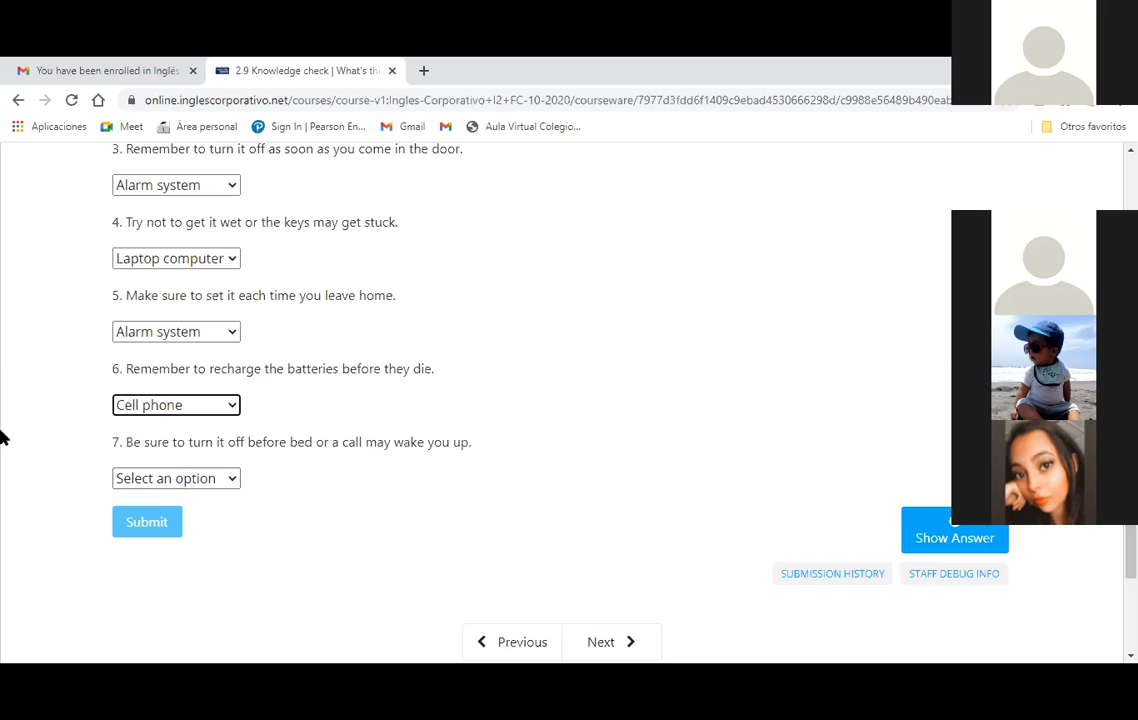 You have been enrolled in Inglés
2.9 Knowledge check | What's the
online.inglescorporativo.net/courses/course-v1:Ingles-Corporativo+I2+FC-10-2020/courseware/7977d3fdd6f1409c9ebad4530666298d/c9988e56489b490eab
Aplicaciones
Meet
Área personal
Sign In | Pearson En...
Gmail
Aula Virtual Colegio...
Otros favoritos
3. Remember to turn it off as soon as you come in the door.
Alarm system
4. Try not to get it wet or the keys may get stuck.
Laptop computer
5. Make sure to set it each time you leave home.
Alarm system
6. Remember to recharge the batteries before they die.
Cell phone
7. Be sure to turn it off before bed or a call may wake you up.
Select an option
Submit
Show Answer
SUBMISSION HISTORY
STAFF DEBUG INFO
Previous
Next